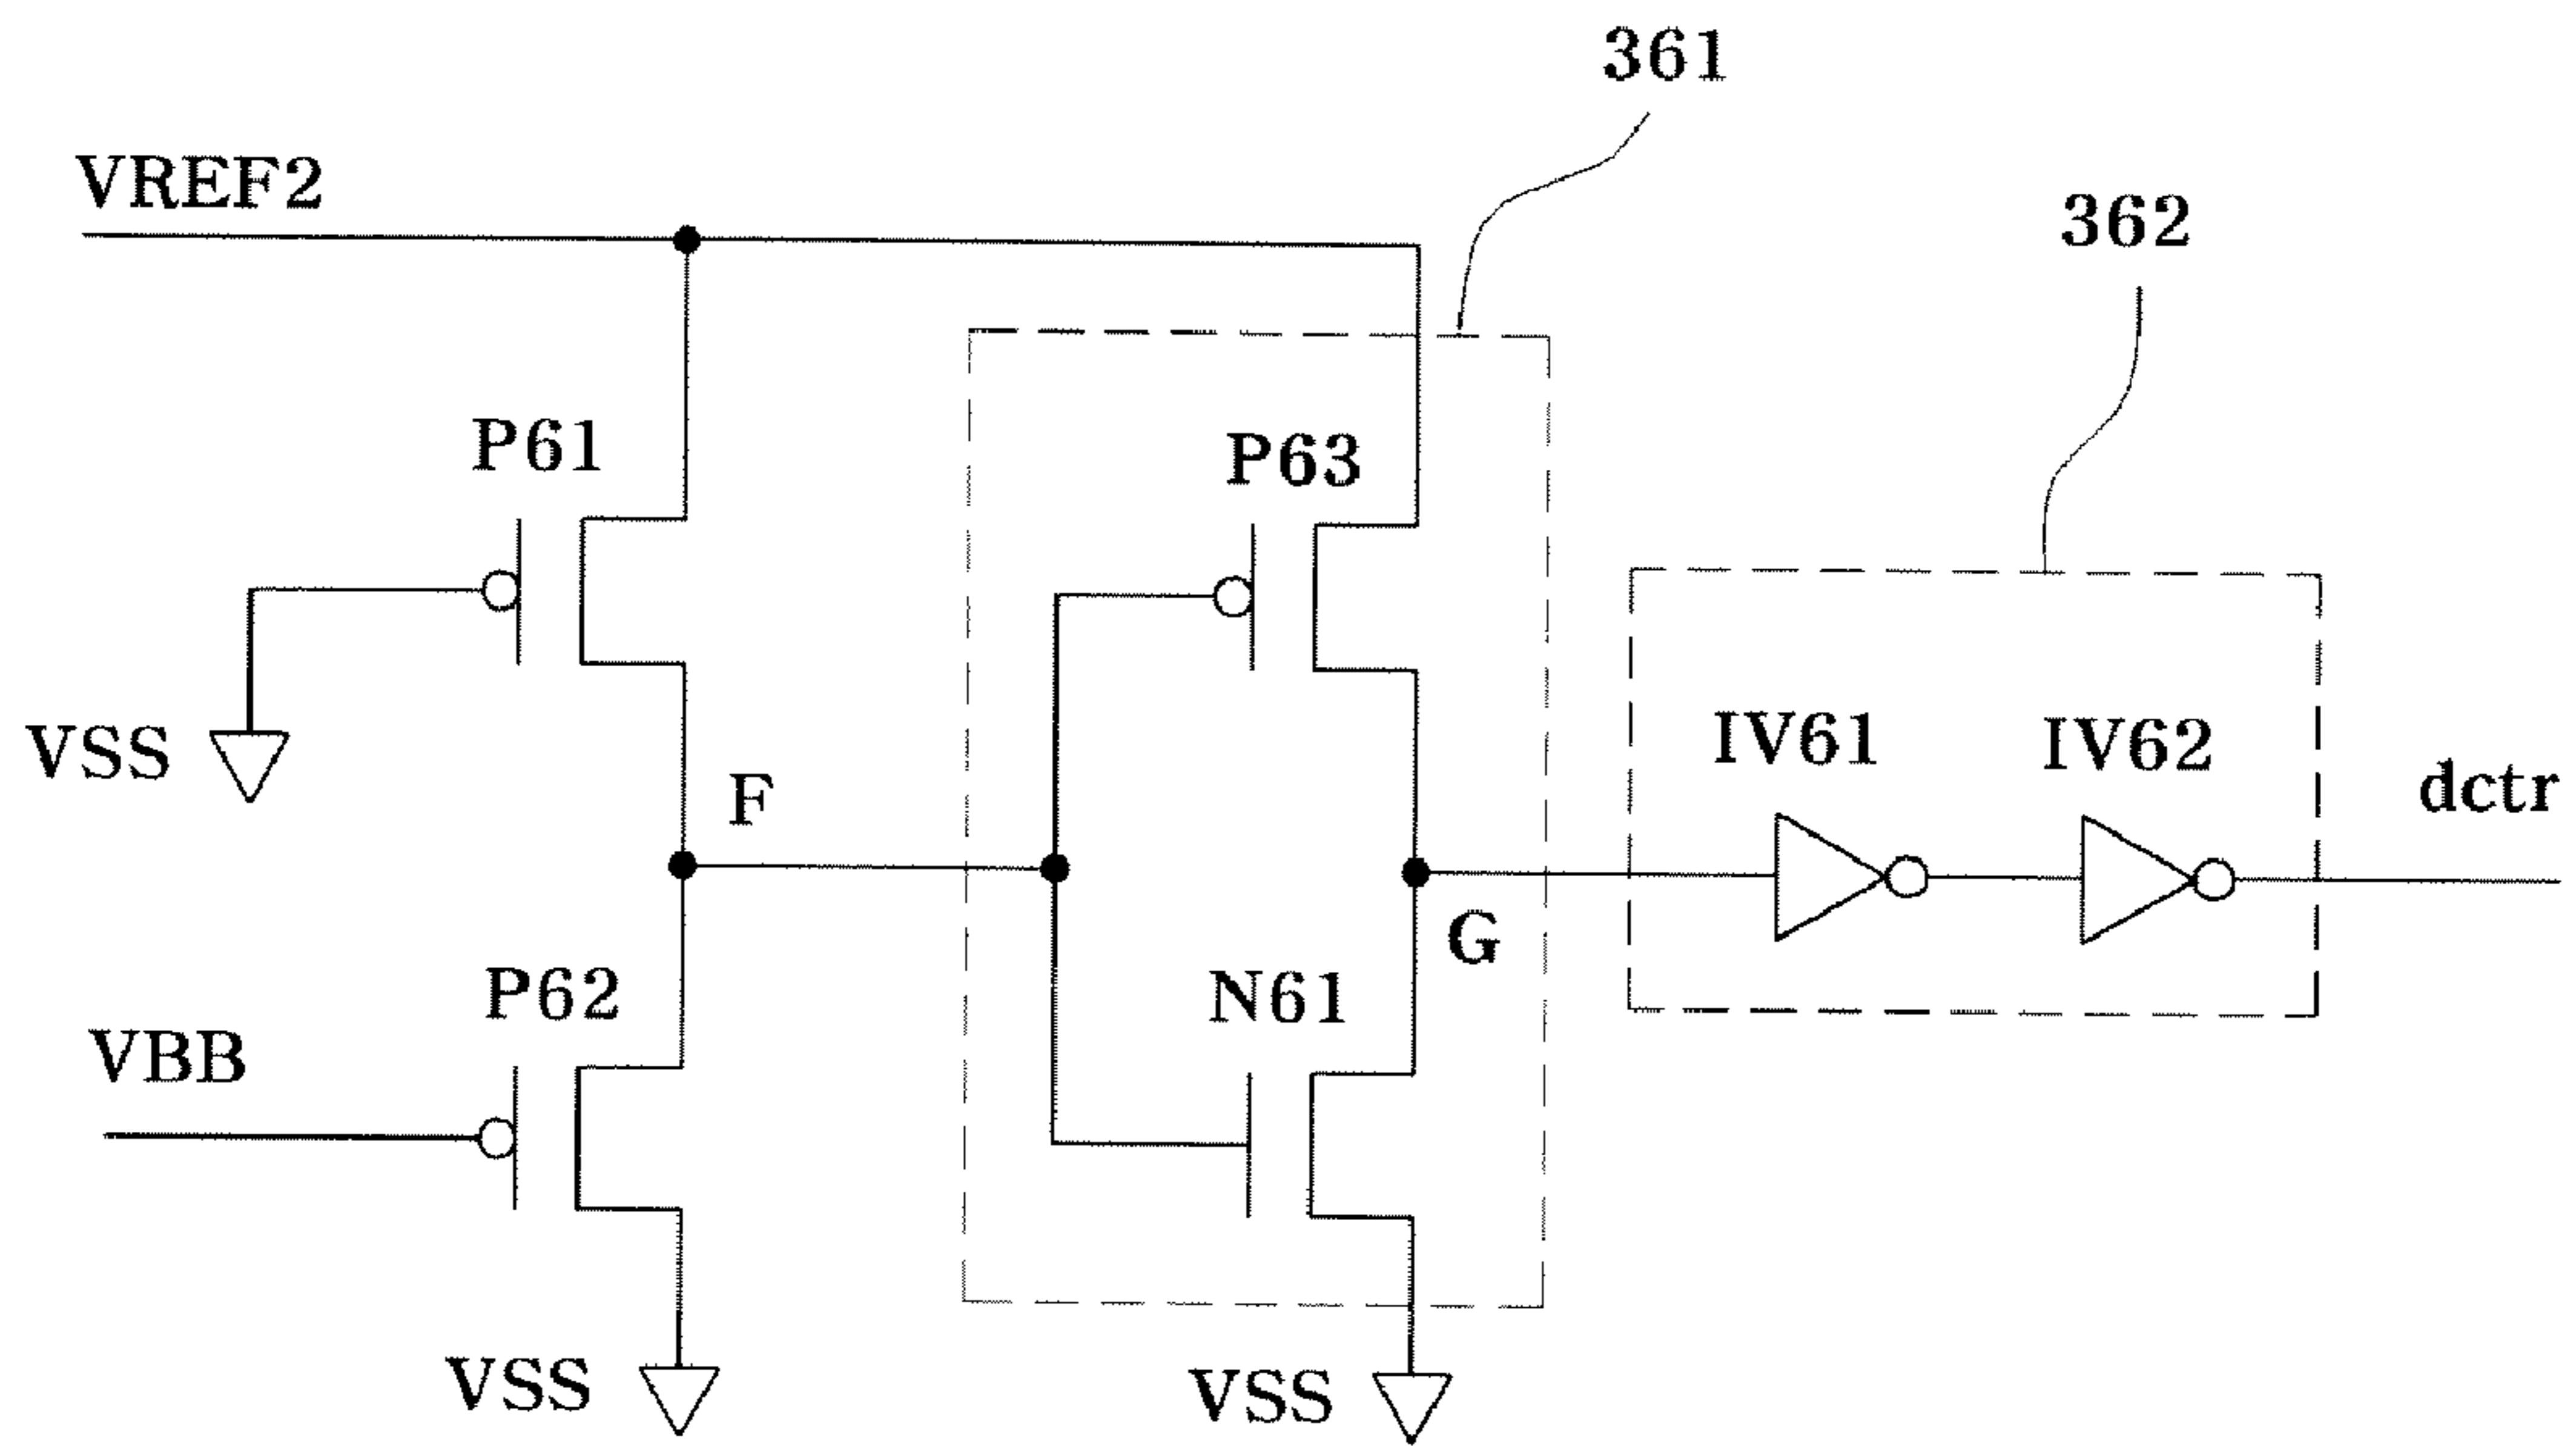 361
VREF2
362
P61
P63
VSS
IV61
IV62
dctr
F
G
P62
N61
VBB
VSS
VSS